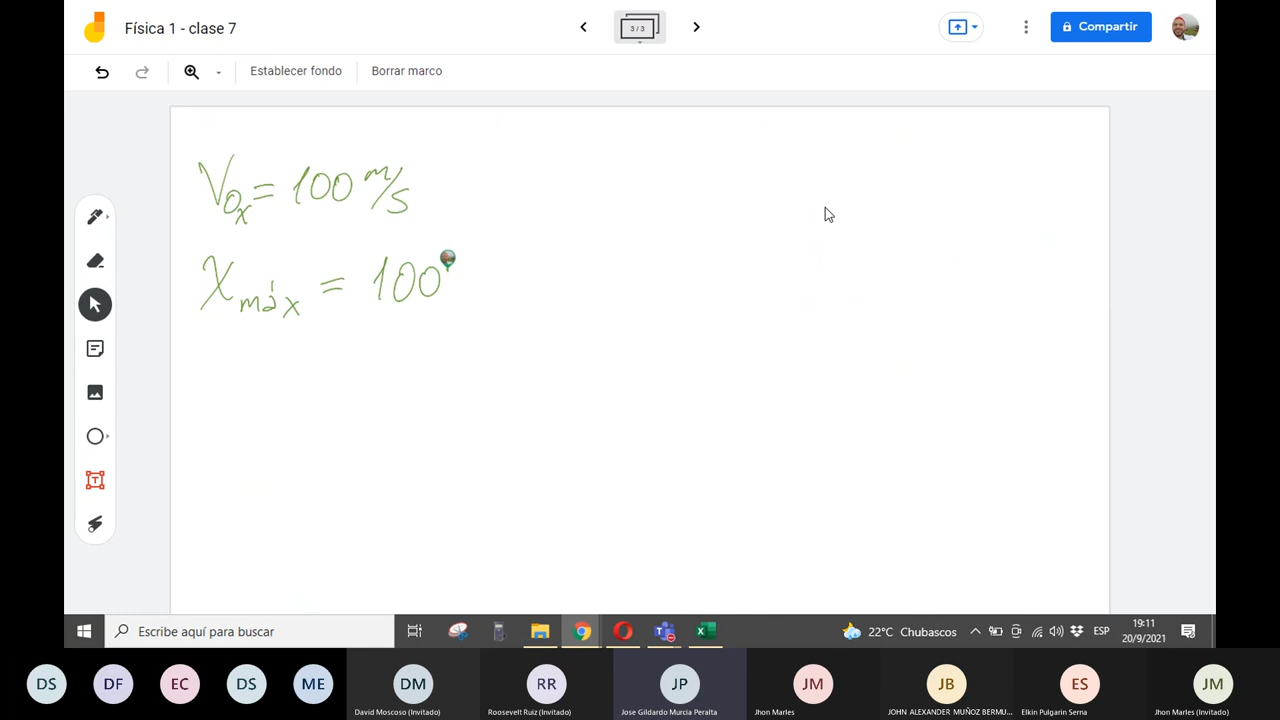 Física 1 - clase 7
3 / 3
Compartir
Establecer fondo
Borrar marco
V₀ₓ = 100 m/s
Xmáx = 100
T
Escribe aquí para buscar
22°C Chubascos
ESP
19:11
20/9/2021
DS
DF
EC
DS
ME
DM
David Moscoso (Invitado)
RR
Roosevelt Ruiz (Invitado)
JP
Jose Gildardo Murcia Peralta
JM
Jhon Marles
JB
JOHN ALEXANDER MUÑOZ BERMU...
ES
Elkin Pulgarin Serna
JM
Jhon Marles (Invitado)